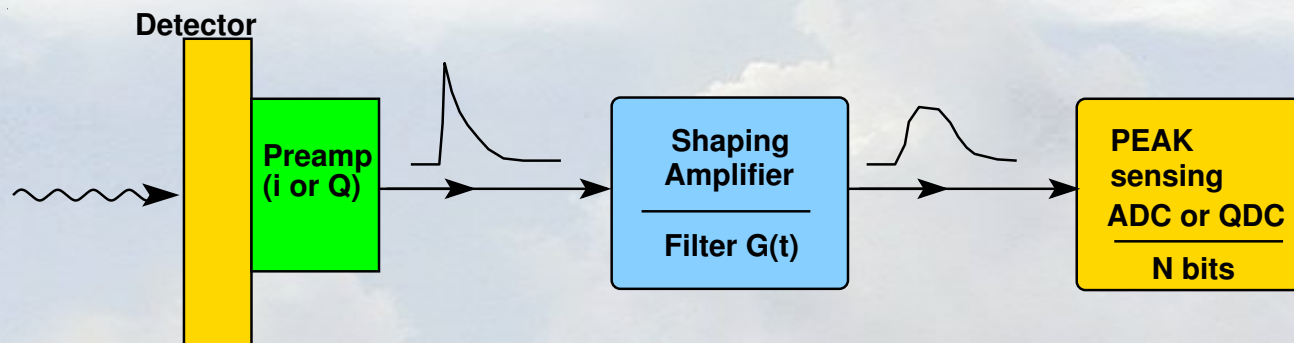 Detector
Preamp
(i or Q)
Shaping
Amplifier
Filter G(t)
PEAK
sensing
ADC or QDC
N bits